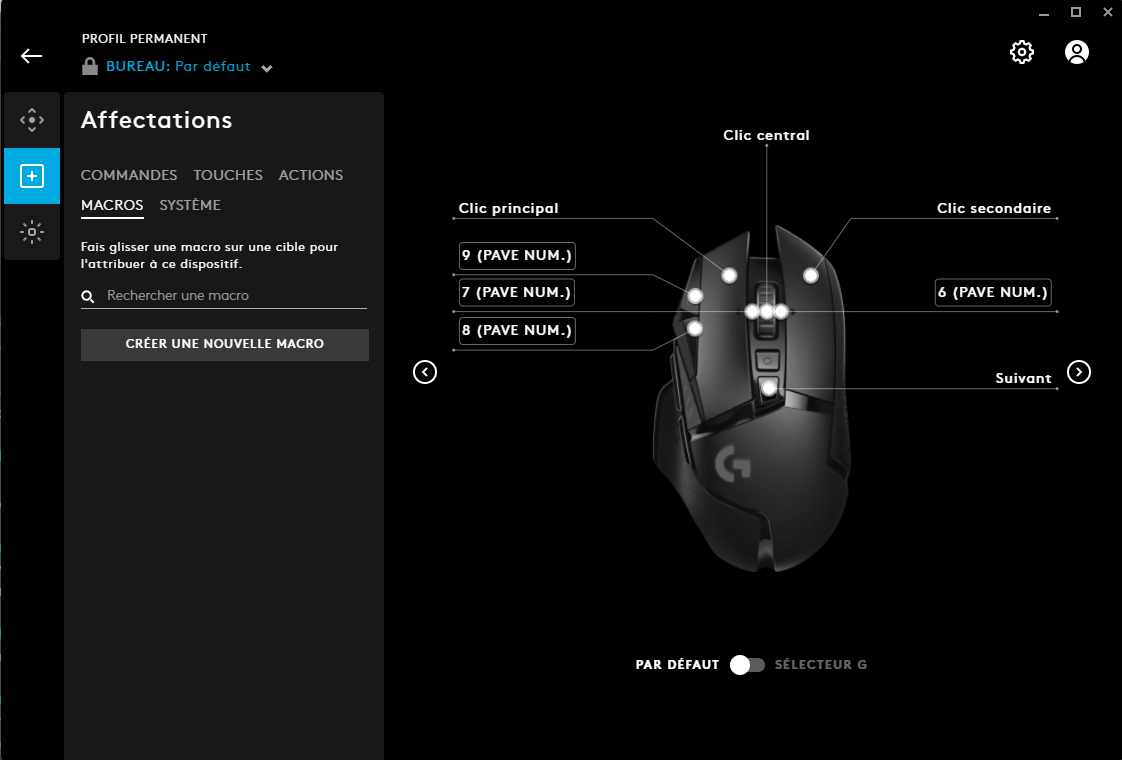 PROFIL PERMANENT
BUREAU: Par défaut
Affectations
COMMANDES TOUCHES ACTIONS
MACROS SYSTÈME
Fais glisser une macro sur une cible pour
l'attribuer à ce dispositif.
Rechercher une macro
CRÉER UNE NOUVELLE MACRO
Clic central
Clic principal
Clic secondaire
9 (PAVE NUM.)
7 (PAVE NUM.)
6 (PAVE NUM.)
8 (PAVE NUM.)
Suivant
PAR DÉFAUT
SÉLECTEUR G